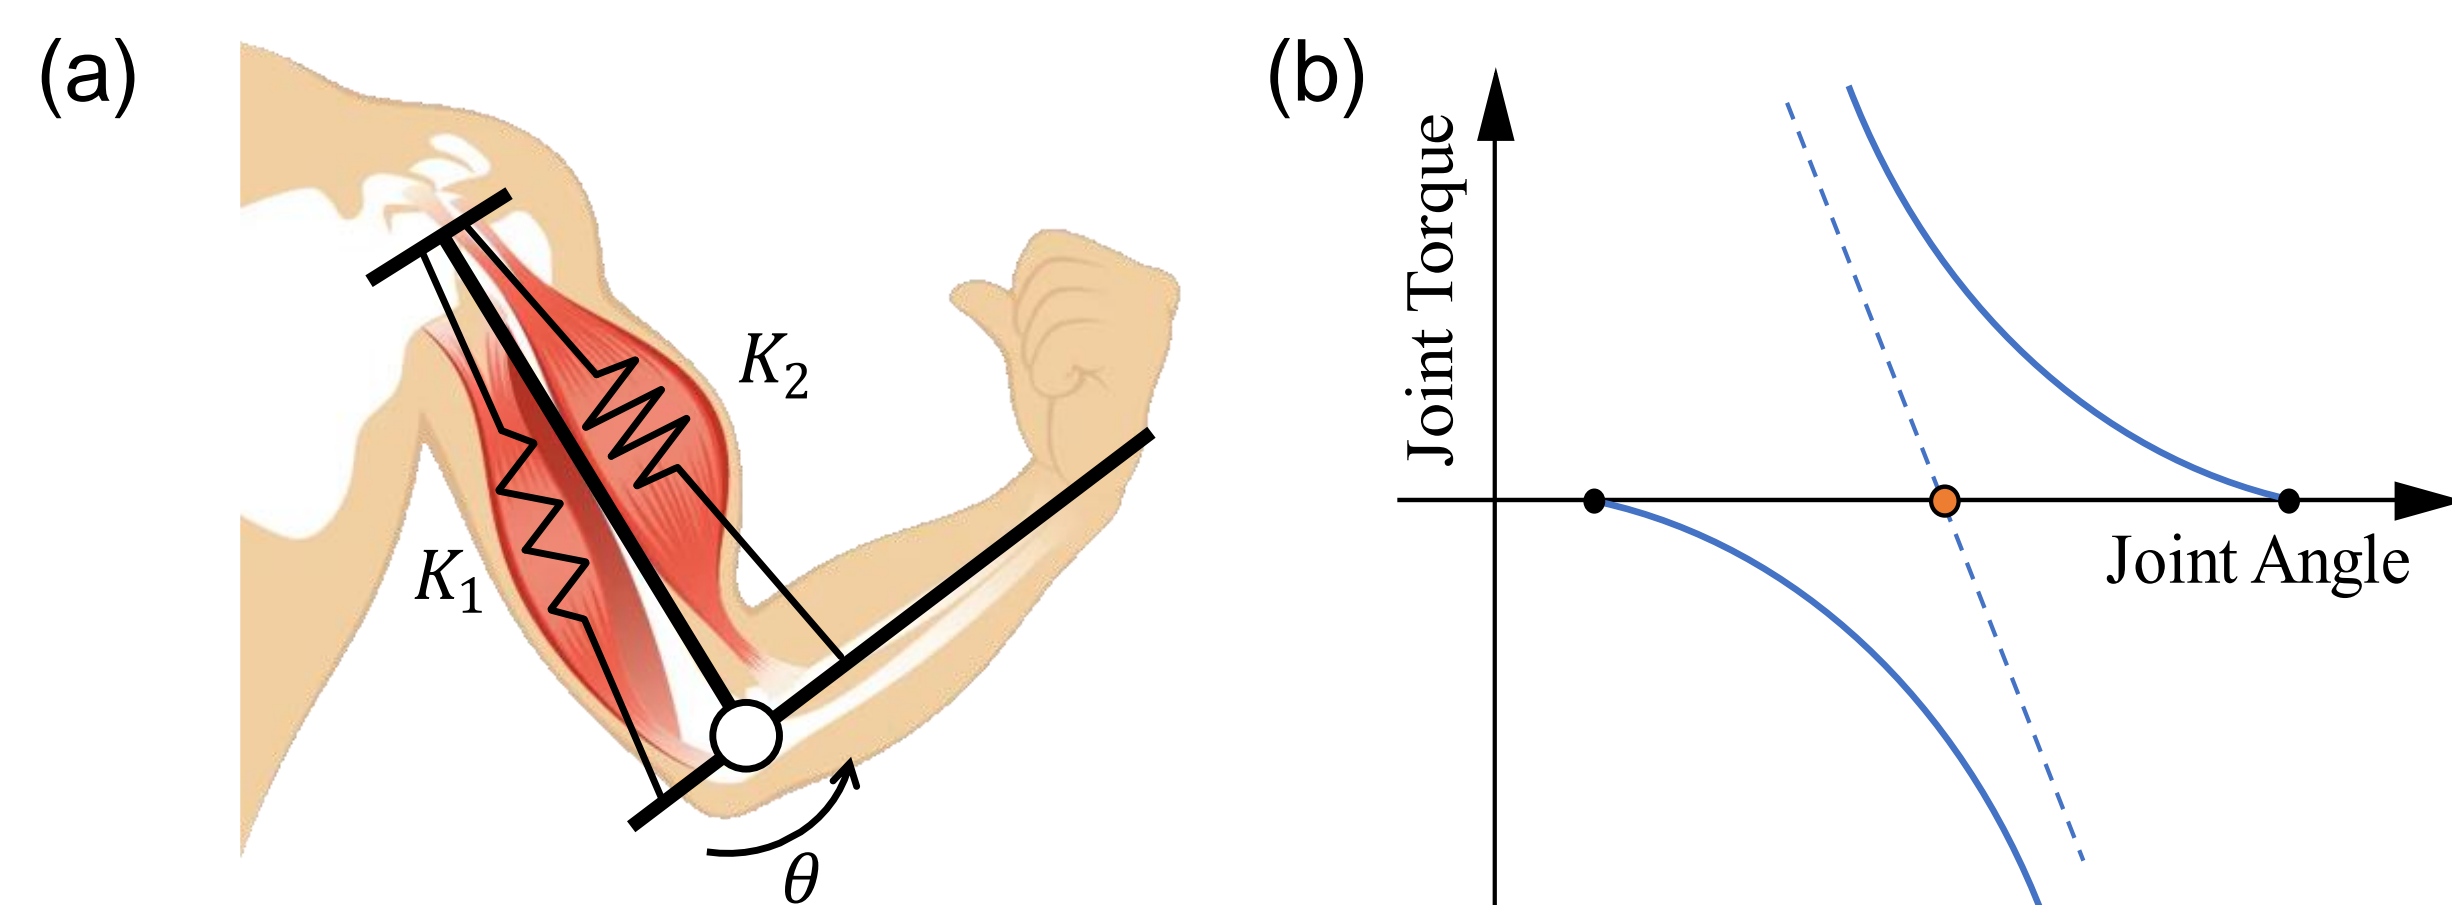 (a)
K₂
K₁
θ
(b)
Joint Torque
Joint Angle